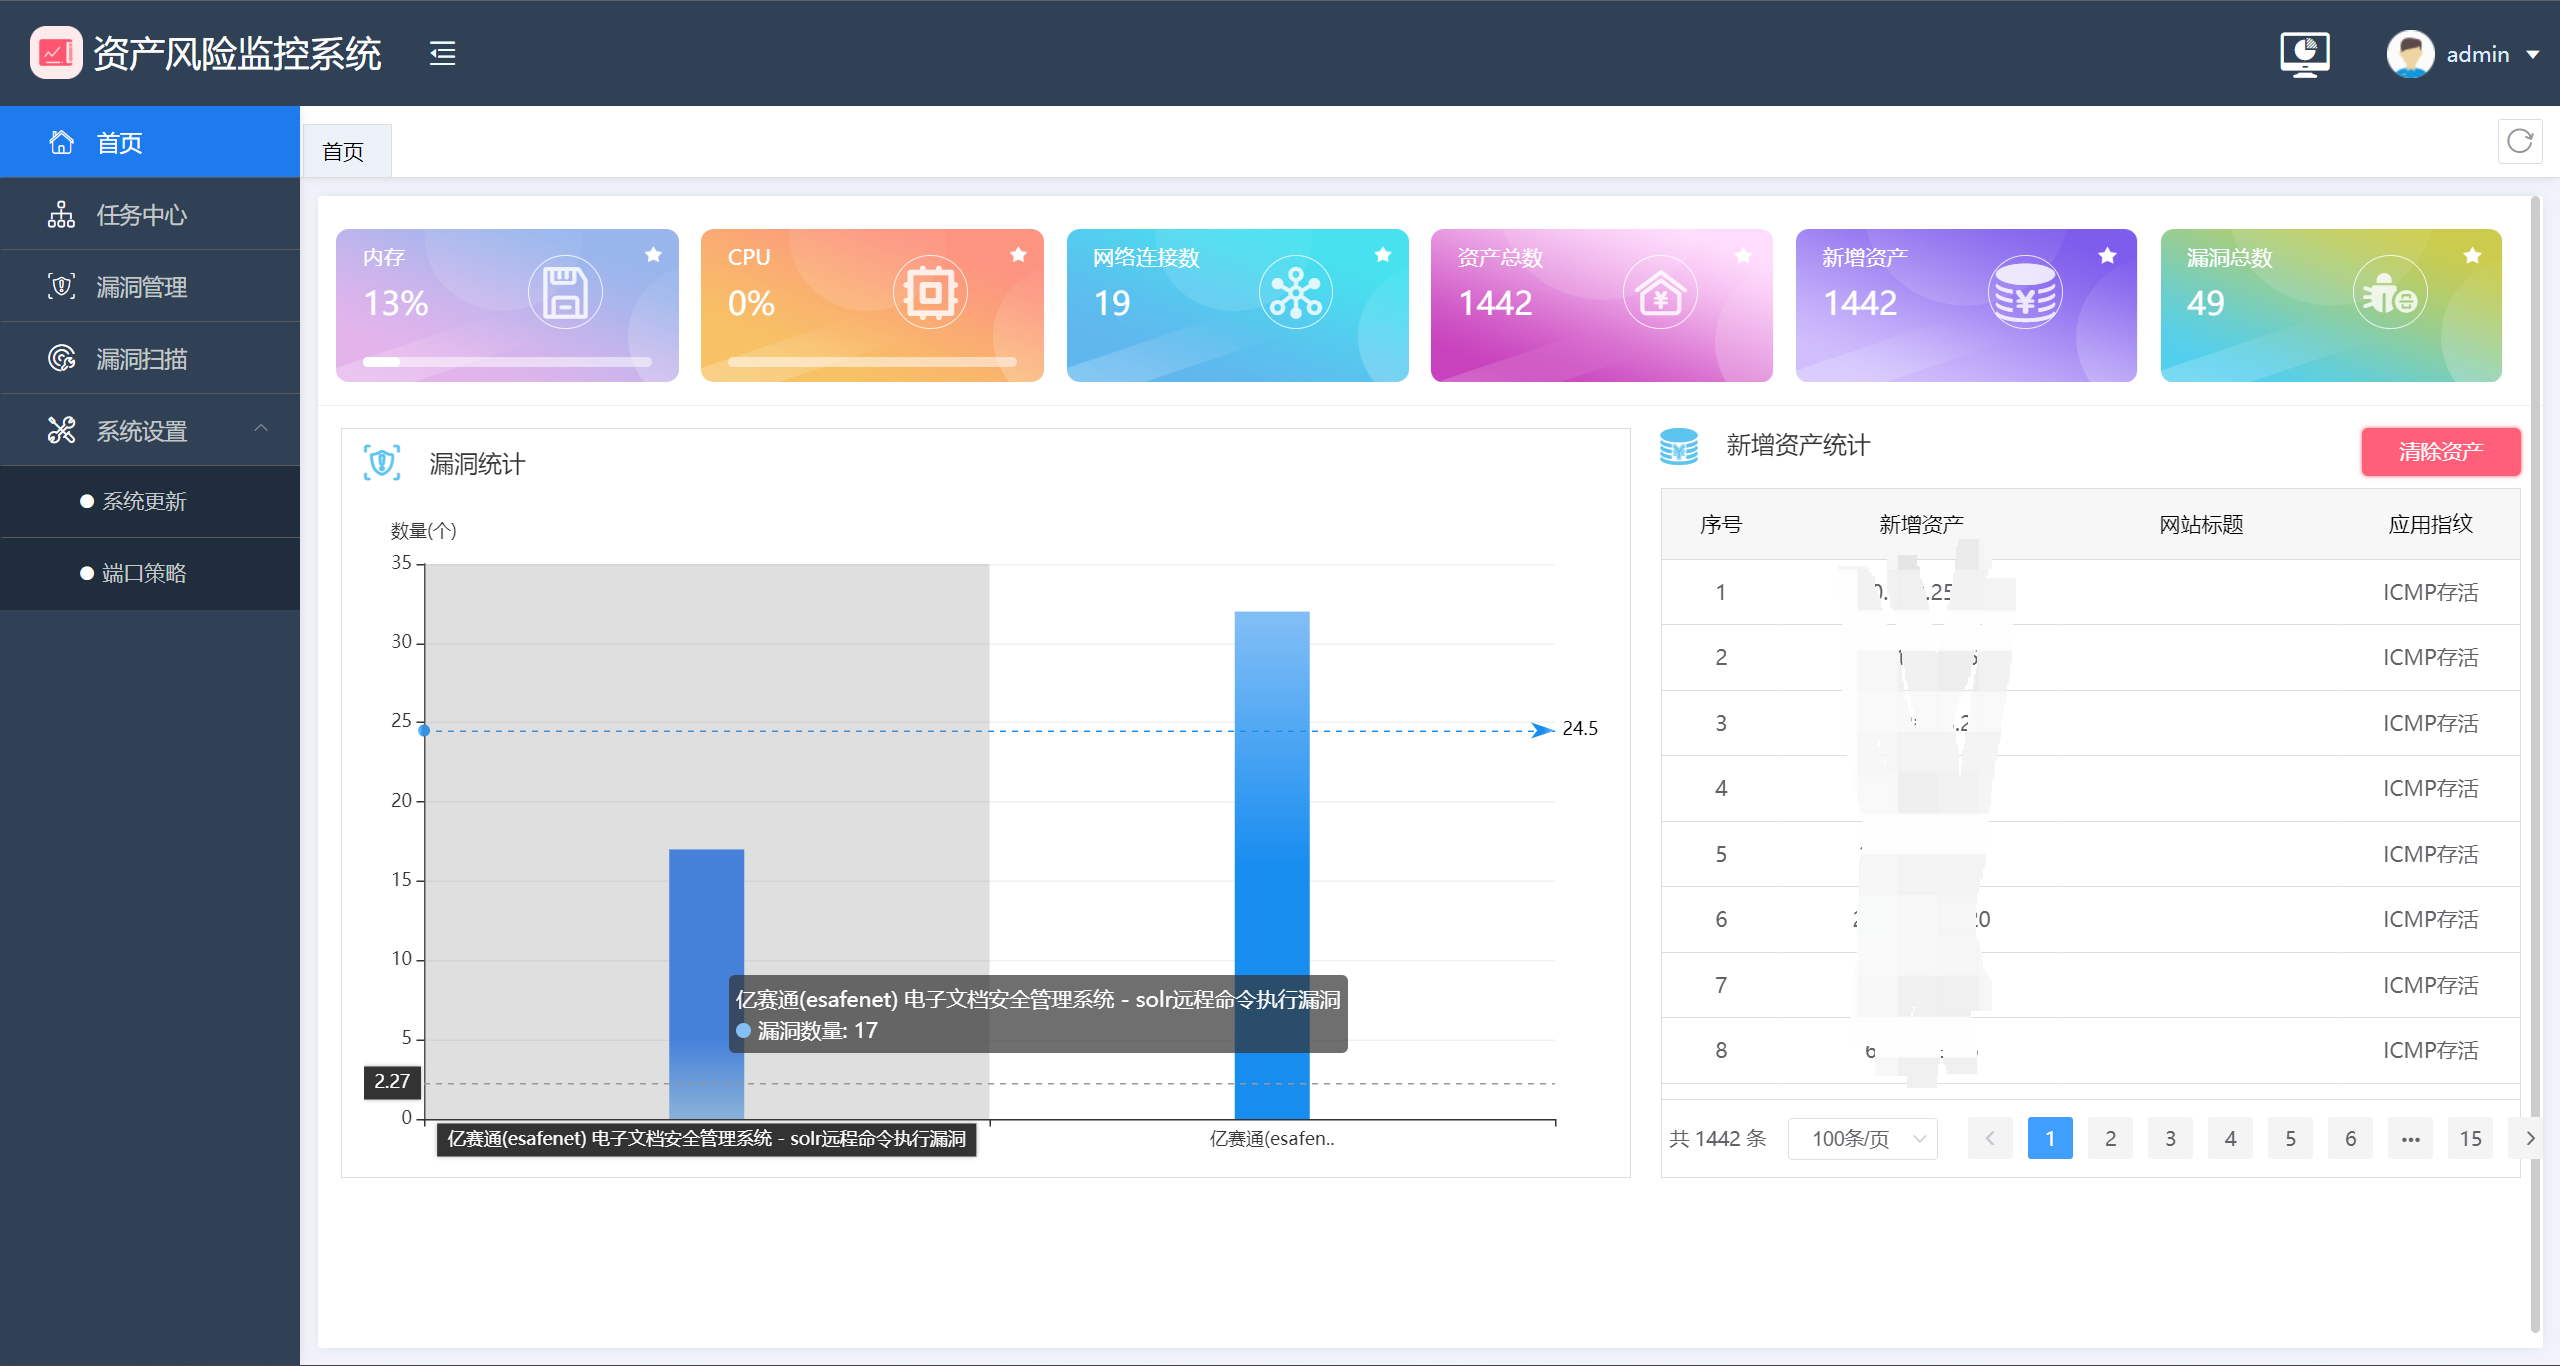 资产风险监控系统
admin
首页
任务中心
漏洞管理
漏洞扫描
系统设置
系统更新
端口策略
首页
内存
13%
CPU
0%
网络连接数
19
资产总数
1442
新增资产
1442
漏洞总数
49
漏洞统计
数量(个)
35
30
25
20
15
10
5
0
24.5
2.27
亿赛通(esafenet) 电子文档安全管理系统 - solr远程命令执行漏洞
漏洞数量: 17
亿赛通(esafenet) 电子文档安全管理系统 - solr远程命令执行漏洞
亿赛通(esafen..
新增资产统计
清除资产
序号 新增资产 网站标题 应用指纹
1 ICMP存活
2 ICMP存活
3 ICMP存活
4 ICMP存活
5 ICMP存活
6 ICMP存活
7 ICMP存活
8 ICMP存活
共 1442 条 100条/页 1 2 3 4 5 6 ••• 15